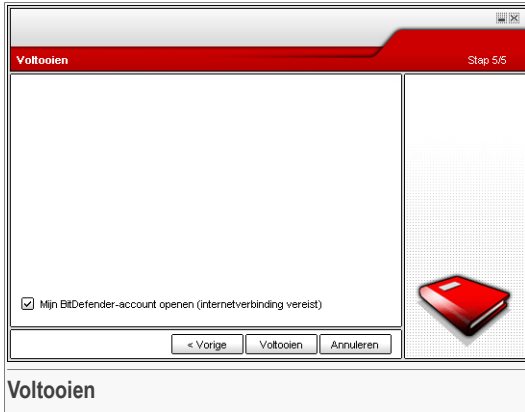 Voltooien
Stap 5/5
Mijn BitDefender-account openen (internetverbinding vereist)
< Vorige
Voltooien
Annuleren
Voltooien